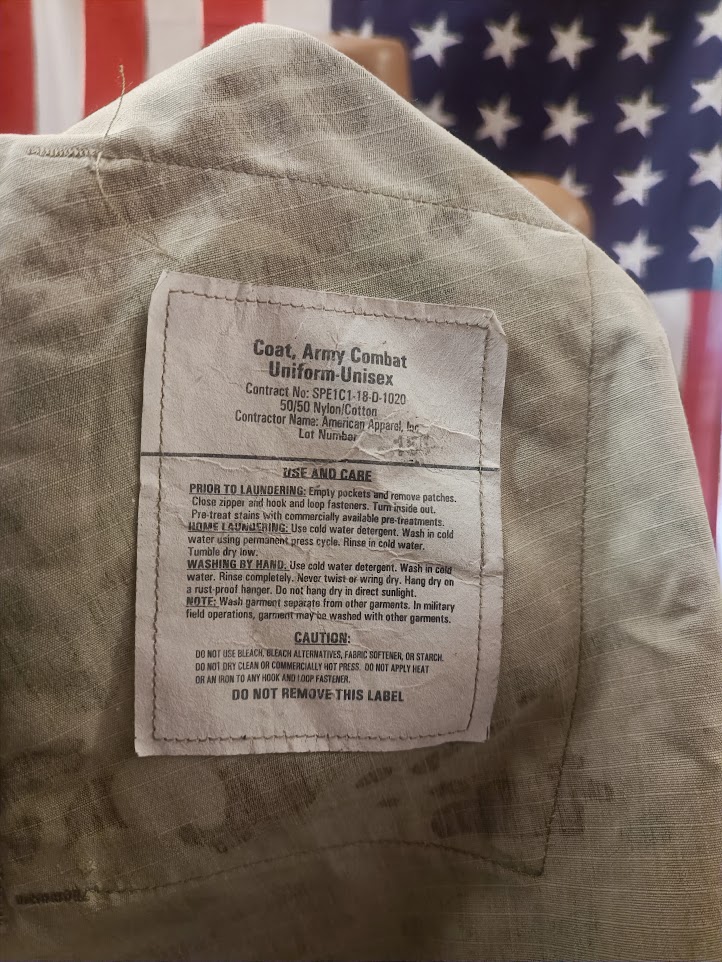 Coat, Army Combat
Uniform-Unisex
Contract No: SPE1C1-18-D-1020
50/50 Nylon/Cotton
Contractor Name: American Apparel, Inc
Lot Number
USE AND CARE
PRIOR TO LAUNDERING: Empty pockets and remove patches.
Close zipper and hook and loop fasteners. Turn inside out.
Pre-treat stains with commercially available pre-treatments.
HOME LAUNDERING: Use cold water detergent. Wash in cold
water using permanent press cycle. Rinse in cold water.
Tumble dry low.
WASHING BY HAND. Use cold water detergent. Wash in cold
water. Rinse completely. Never twist or wring dry. Hang dry on
a rust-proof hanger. Do not hang dry in direct sunlight.
NOTE: Wash garment separate from other garments. In military
field operations, garment may be washed with other garments.
CAUTION:
DO NOT USE BLEACH, BLEACH ALTERNATIVES, FABRIC SOFTENER, OR STARCH.
DO NOT DRY CLEAN OR COMMERCIALLY HOT PRESS. DO NOT APPLY HEAT
OR AN IRON TO ANY HOOK AND LOOP FASTENER.
DO NOT REMOVE THIS LABEL